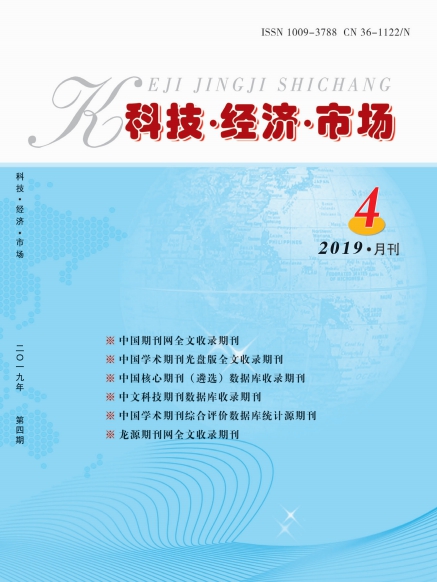 ISSN 1009-3788 CN 36-1122/N
KEJI JINGJI SHICHANG
科技·经济·市场
4
2019·月刊
科技·经济·市场
二〇一九年 第四期
※ 中国期刊网全文收录期刊
※ 中国学术期刊光盘版全文收录期刊
※ 中国核心期刊（遴选）数据库收录期刊
※ 中文科技期刊数据库收录期刊
※ 中国学术期刊综合评价数据库统计源期刊
※ 龙源期刊网全文收录期刊